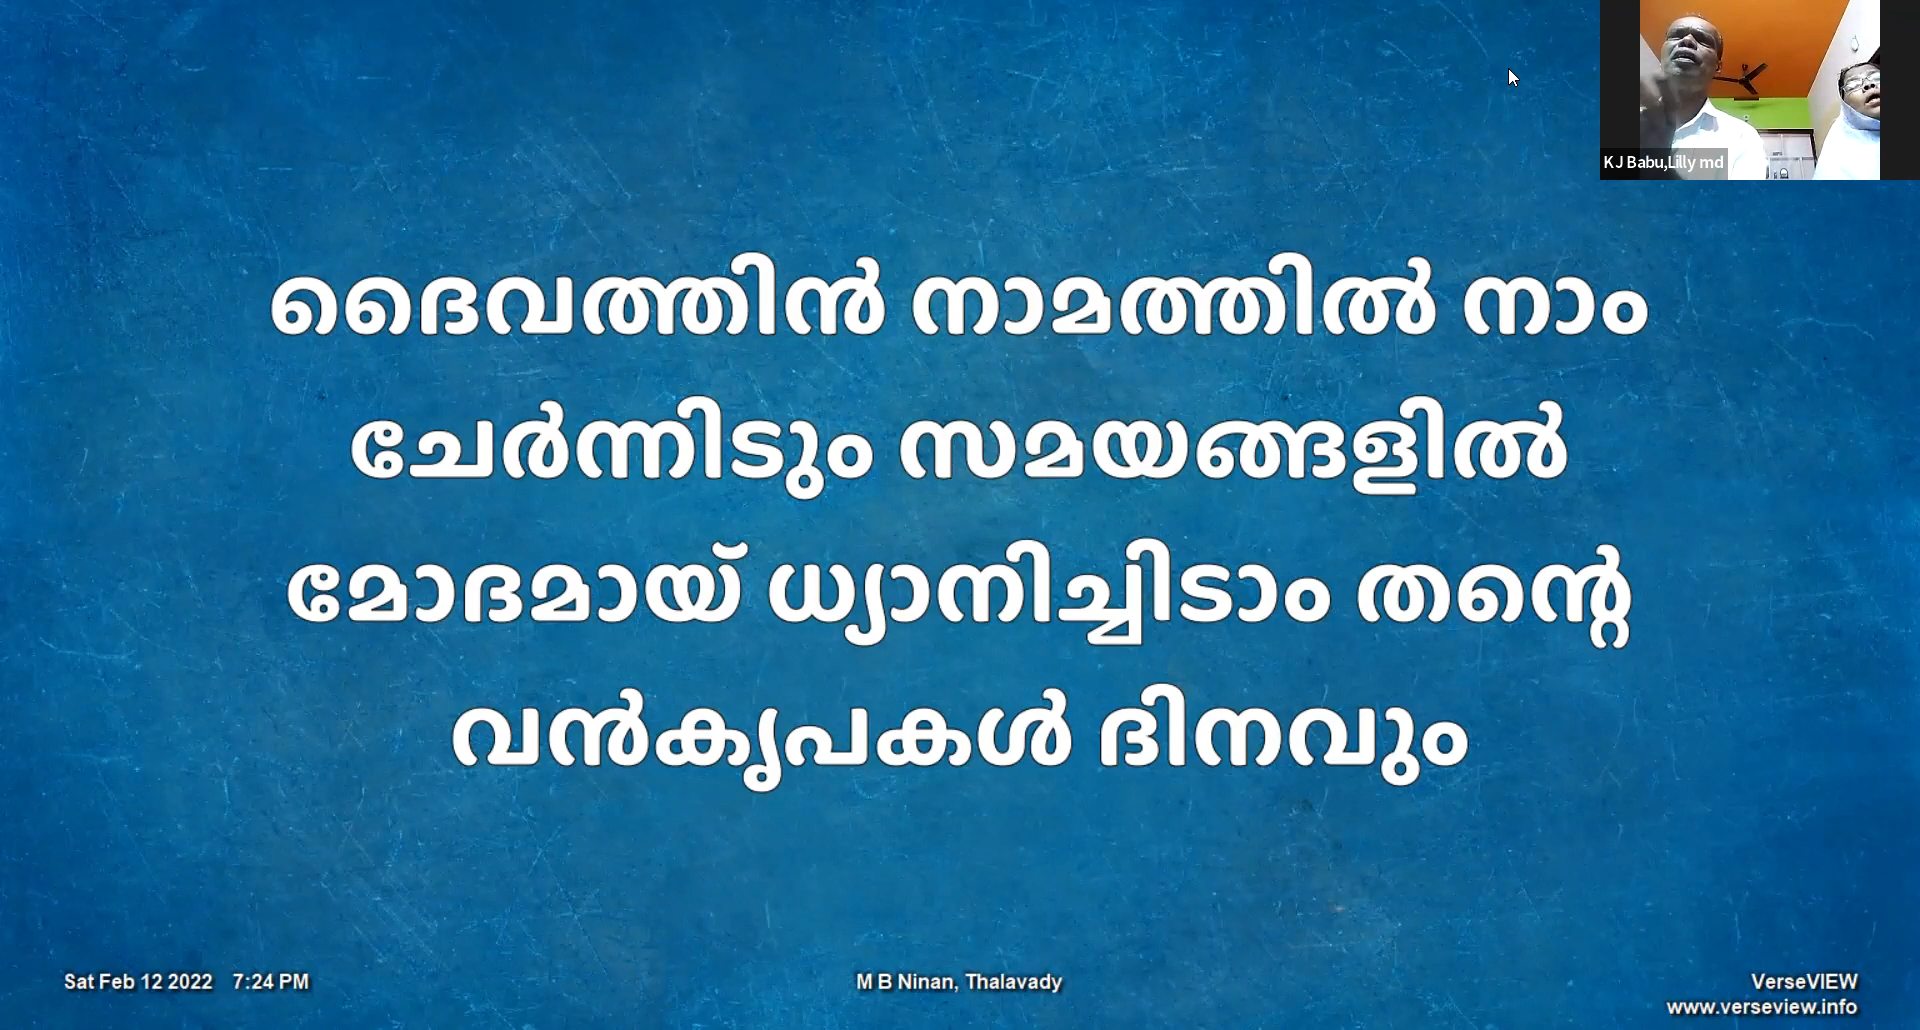 KJ Babu,Lilly md
ദൈവത്തിൻ നാമത്തിൽ നാം
ചേർന്നിടും സമയങ്ങളിൽ
മോദമായ് ധ്യാനിച്ചിടാം തന്റെ
വൻകൃപകൾ ദിനവും
Sat Feb 12 2022 7:24 PM
M B Ninan, Thalavady
VerseVIEW
www.verseview.info